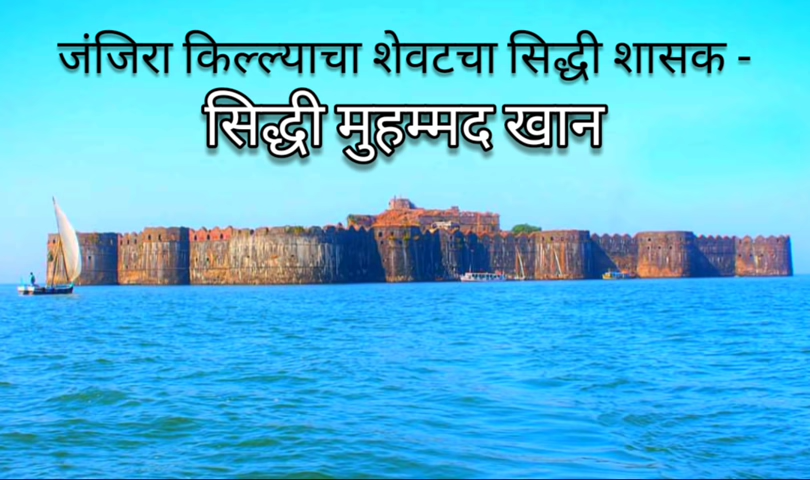 जंजिरा किल्ल्याचा शेवटचा सिद्धी शासक -
सिद्धी मुहम्मद खान